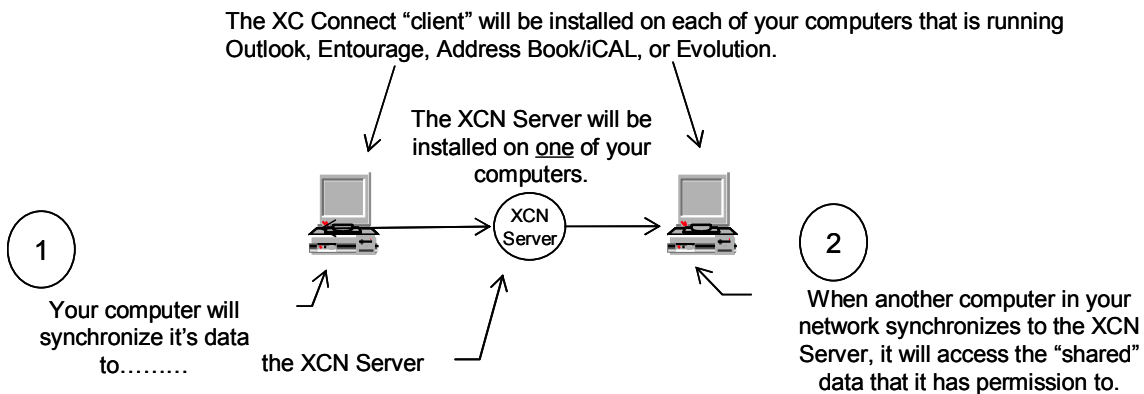 The XC Connect “client” will be installed on each of your computers that is running
Outlook, Entourage, Address Book/iCAL, or Evolution.
The XCN Server will be
installed on one of your
computers.
XCN
Server
1
Your computer will
synchronize it’s data
to………
the XCN Server
2
When another computer in your
network synchronizes to the XCN
Server, it will access the “shared”
data that it has permission to.